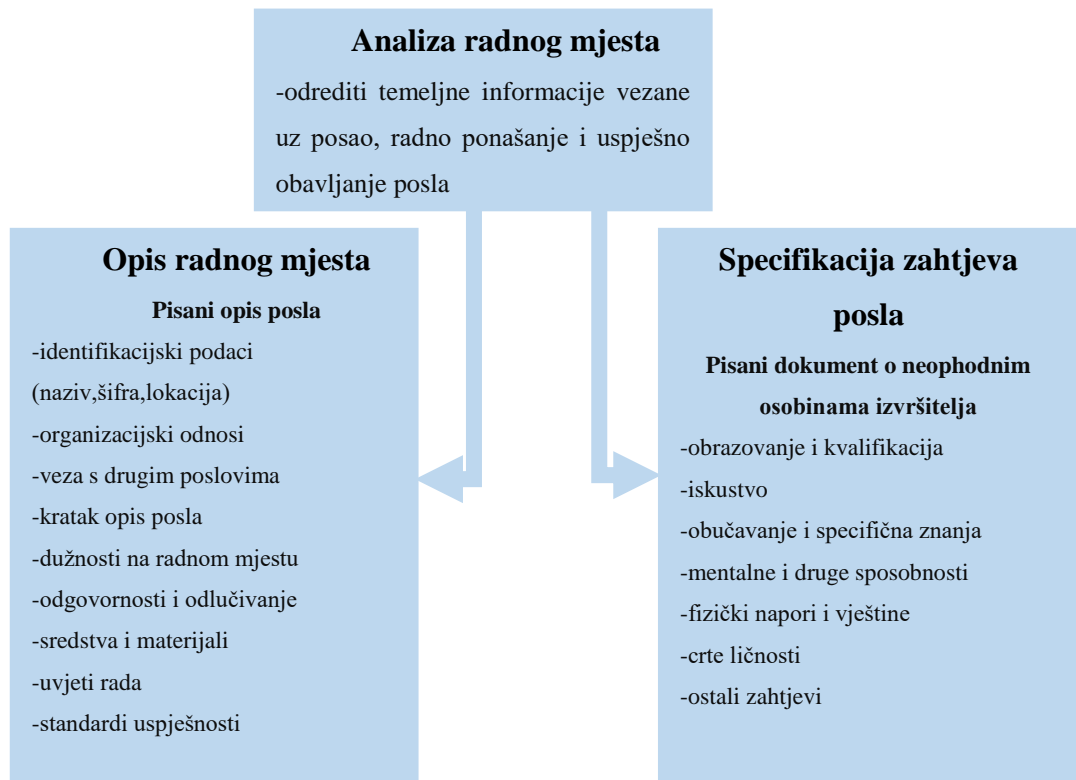 Analiza radnog mjesta
-odrediti temeljne informacije vezane
uz posao, radno ponašanje i uspješno
obavljanje posla
Opis radnog mjesta
Pisani opis posla
-identifikacijski podaci
(naziv,šifra,lokacija)
-organizacijski odnosi
-veza s drugim poslovima
-kratak opis posla
-dužnosti na radnom mjestu
-odgovornosti i odlučivanje
-sredstva i materijali
-uvjeti rada
-standardi uspješnosti
Specifikacija zahtjeva
posla
Pisani dokument o neophodnim
osobinama izvršitelja
-obrazovanje i kvalifikacija
-iskustvo
-obučavanje i specifična znanja
-mentalne i druge sposobnosti
-fizički napori i vještine
-crte ličnosti
-ostali zahtjevi